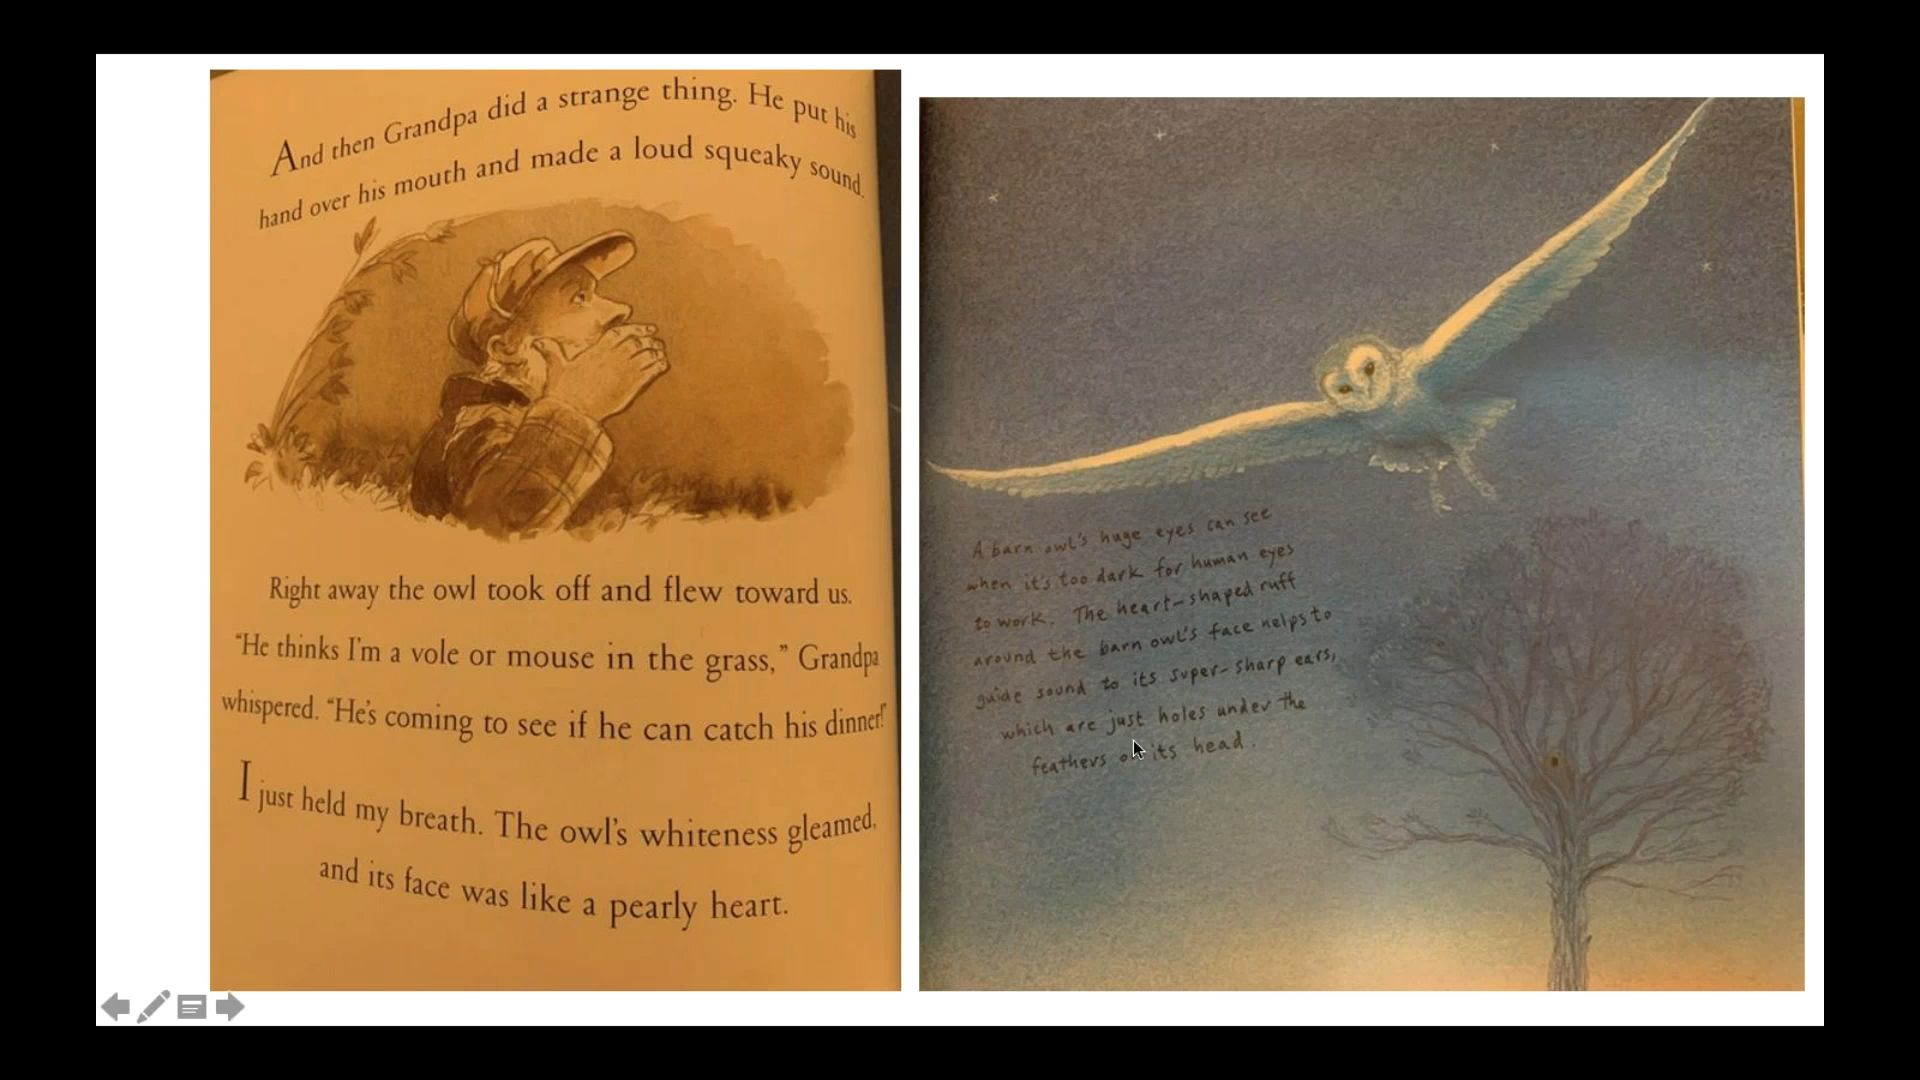 And then Grandpa did a strange thing. He put his
hand over his mouth and made a loud squeaky sound.
Right away the owl took off and flew toward us.
“He thinks I'm a vole or mouse in the grass,” Grandpa
whispered. “He's coming to see if he can catch his dinner!”
I just held my breath. The owl's whiteness gleamed,
and its face was like a pearly heart.
A barn owl's huge eyes can see
when it's too dark for human eyes
to work. The heart-shaped ruff
around the barn owl's face helps to
guide sound to its super-sharp ears,
which are just holes under the
feathers its head.